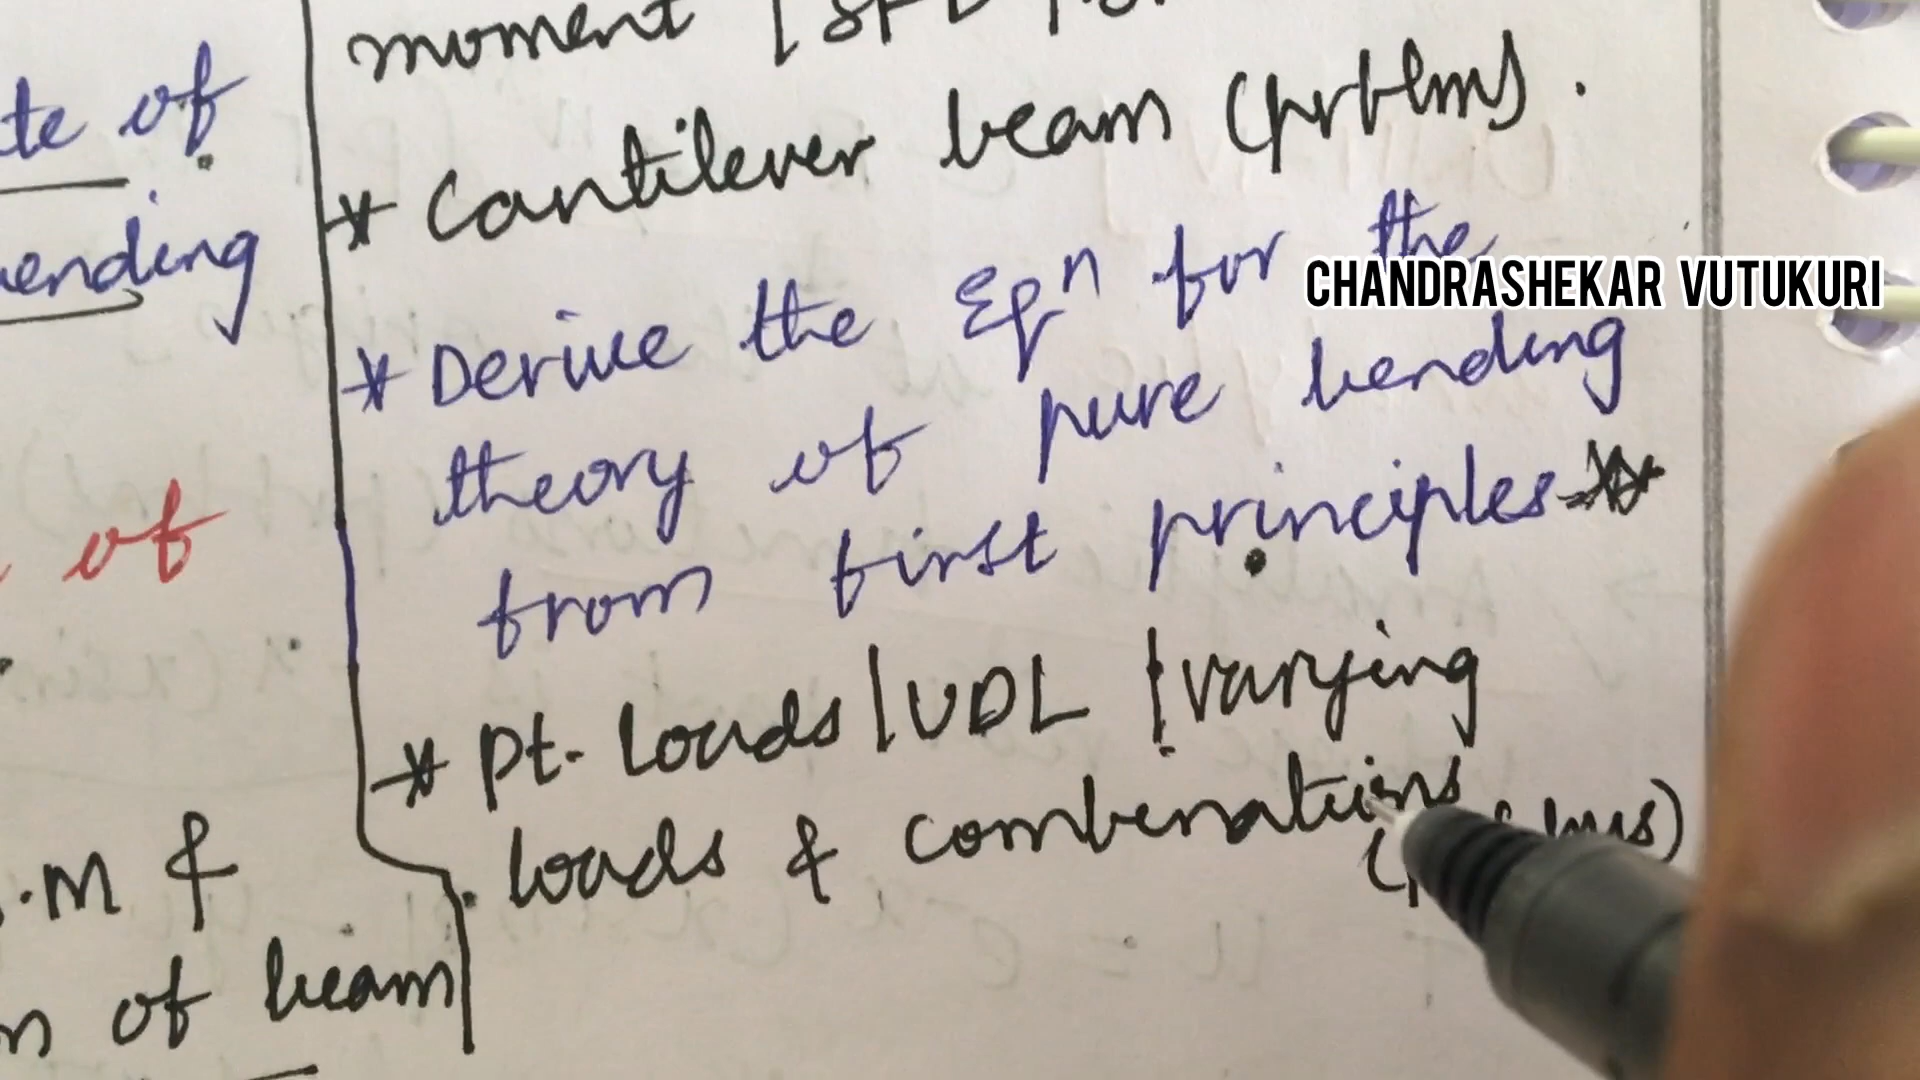 te of
ending
of
.m &
of beam
moment [SFD
* Cantilever beam (prblms).
* Derive the Eqn for the
theory of pure bending
from first principles
* Pt. loads | UDL | varying
loads & combinations
CHANDRASHEKAR VUTUKURI